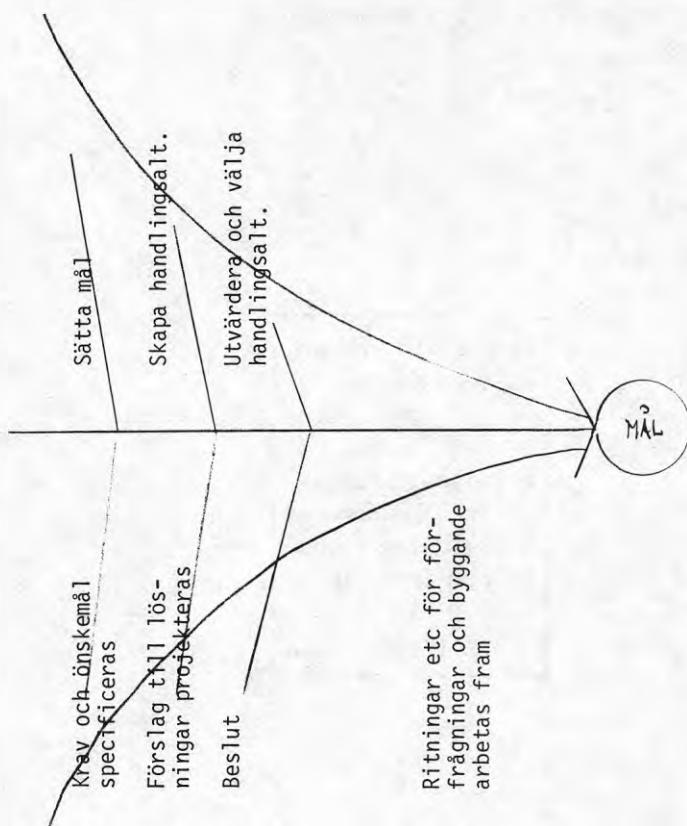 Sätta mål
Skapa handlingsalt.
Utvärdera och välja
handlingsalt.
Krav och önskemål
specificeras
Förslag till lös-
ningar projekteras
Beslut
Ritningar etc för för-
frågningar och byggande
arbetas fram
MÅL